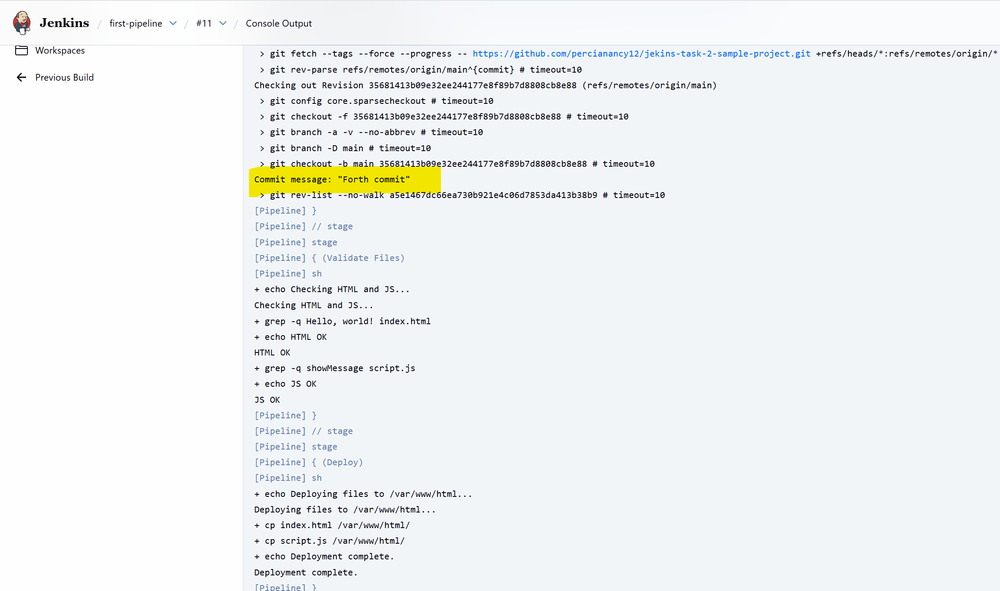 Jenkins / first-pipeline / #11 / Console Output
Workspaces
Previous Build
> git fetch --tags --force --progress -- https://github.com/percianancy12/jekins-task-2-sample-project.git +refs/heads/*:refs/remotes/origin/*
> git rev-parse refs/remotes/origin/main^{commit} # timeout=10
Checking out Revision 35681413b09e32ee244177e8f89b7d8808cb8e88 (refs/remotes/origin/main)
> git config core.sparsecheckout # timeout=10
> git checkout -f 35681413b09e32ee244177e8f89b7d8808cb8e88 # timeout=10
> git branch -a -v --no-abbrev # timeout=10
> git branch -D main # timeout=10
> git checkout -b main 35681413b09e32ee244177e8f89b7d8808cb8e88 # timeout=10
Commit message: "Forth commit"
> git rev-list --no-walk a5e1467dc66ea730b921e4c06d7853da413b38b9 # timeout=10
[Pipeline] }
[Pipeline] // stage
[Pipeline] stage
[Pipeline] { (Validate Files)
[Pipeline] sh
+ echo Checking HTML and JS...
Checking HTML and JS...
+ grep -q Hello, world! index.html
+ echo HTML OK
HTML OK
+ grep -q showMessage script.js
+ echo JS OK
JS OK
[Pipeline] }
[Pipeline] // stage
[Pipeline] stage
[Pipeline] { (Deploy)
[Pipeline] sh
+ echo Deploying files to /var/www/html...
Deploying files to /var/www/html...
+ cp index.html /var/www/html/
+ cp script.js /var/www/html/
+ echo Deployment complete.
Deployment complete.
[Pipeline] }